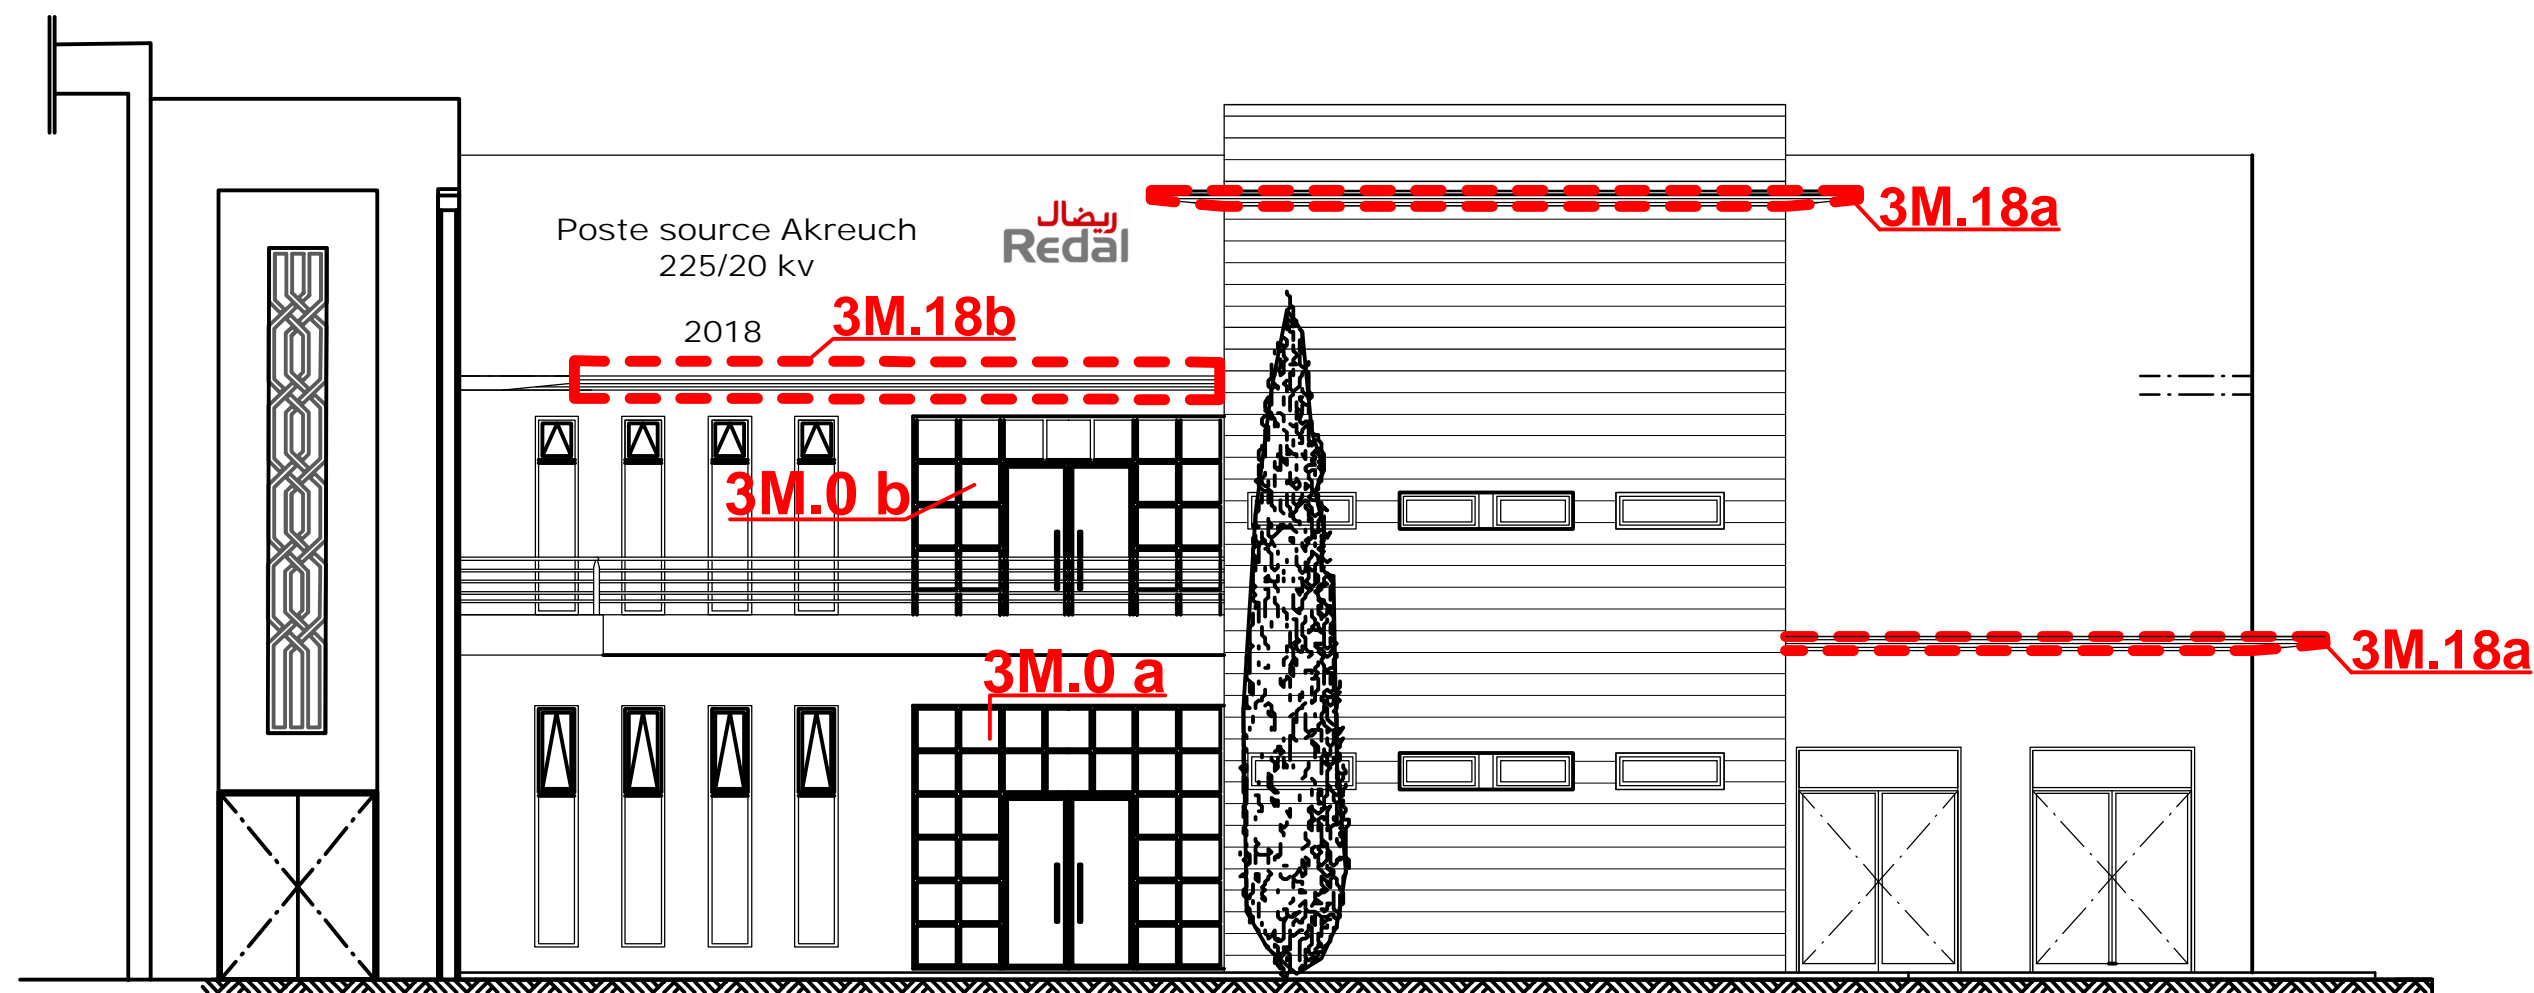 Poste source Akreuch
225/20 kv
2018
ريضال
Redal
3M.18a
3M.18b
3M.0 b
3M.18a
3M.0 a